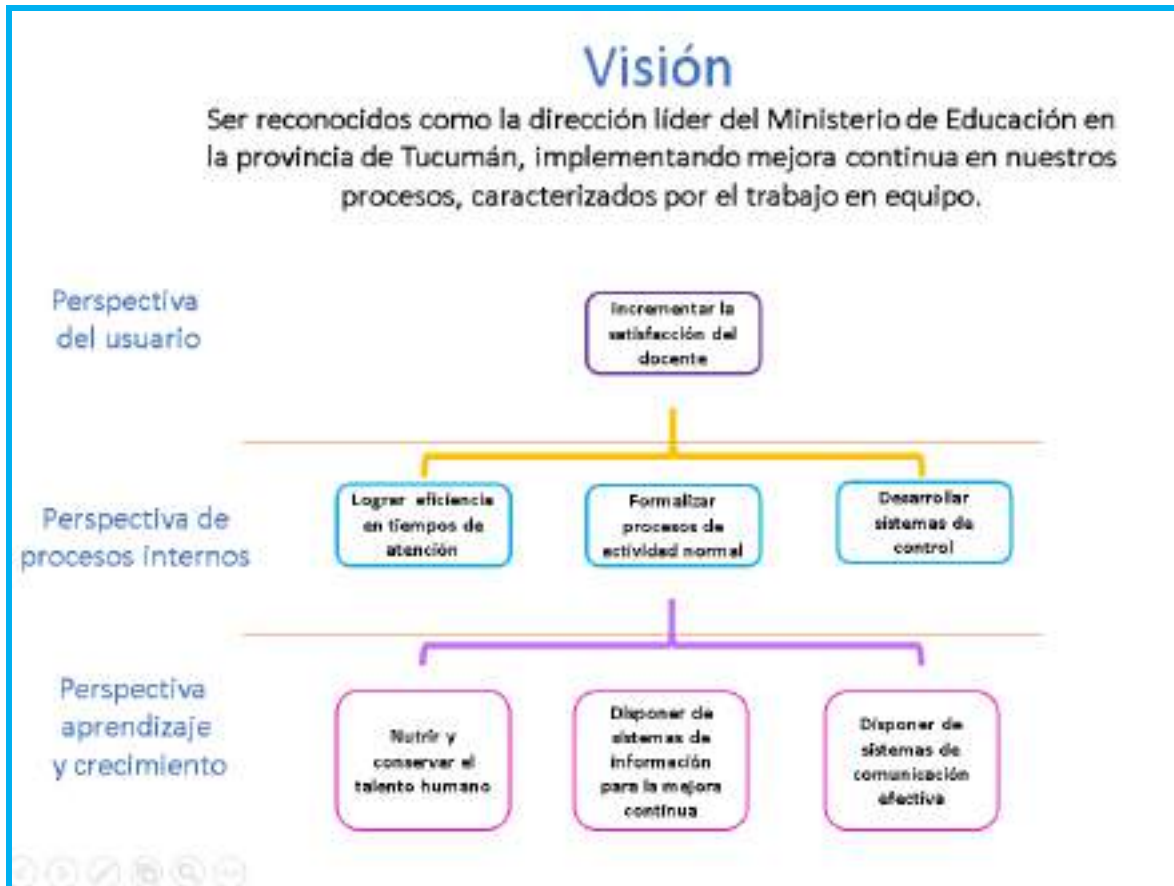 Visión
Ser reconocidos como la dirección líder del Ministerio de Educación en
la provincia de Tucumán, implementando mejora continua en nuestros
procesos, caracterizados por el trabajo en equipo.
Perspectiva
del usuario
Incrementar la
satisfacción del
docente
Perspectiva de
procesos internos
Lograr eficiencia
en tiempos de
atención
Formalizar
procesos de
actividad normal
Desarrollar
sistemas de
control
Perspectiva
aprendizaje
y crecimiento
Nutrir y
conservar el
talento humano
Disponer de
sistemas de
información
para la mejora
continua
Disponer de
sistemas de
comunicación
efectiva